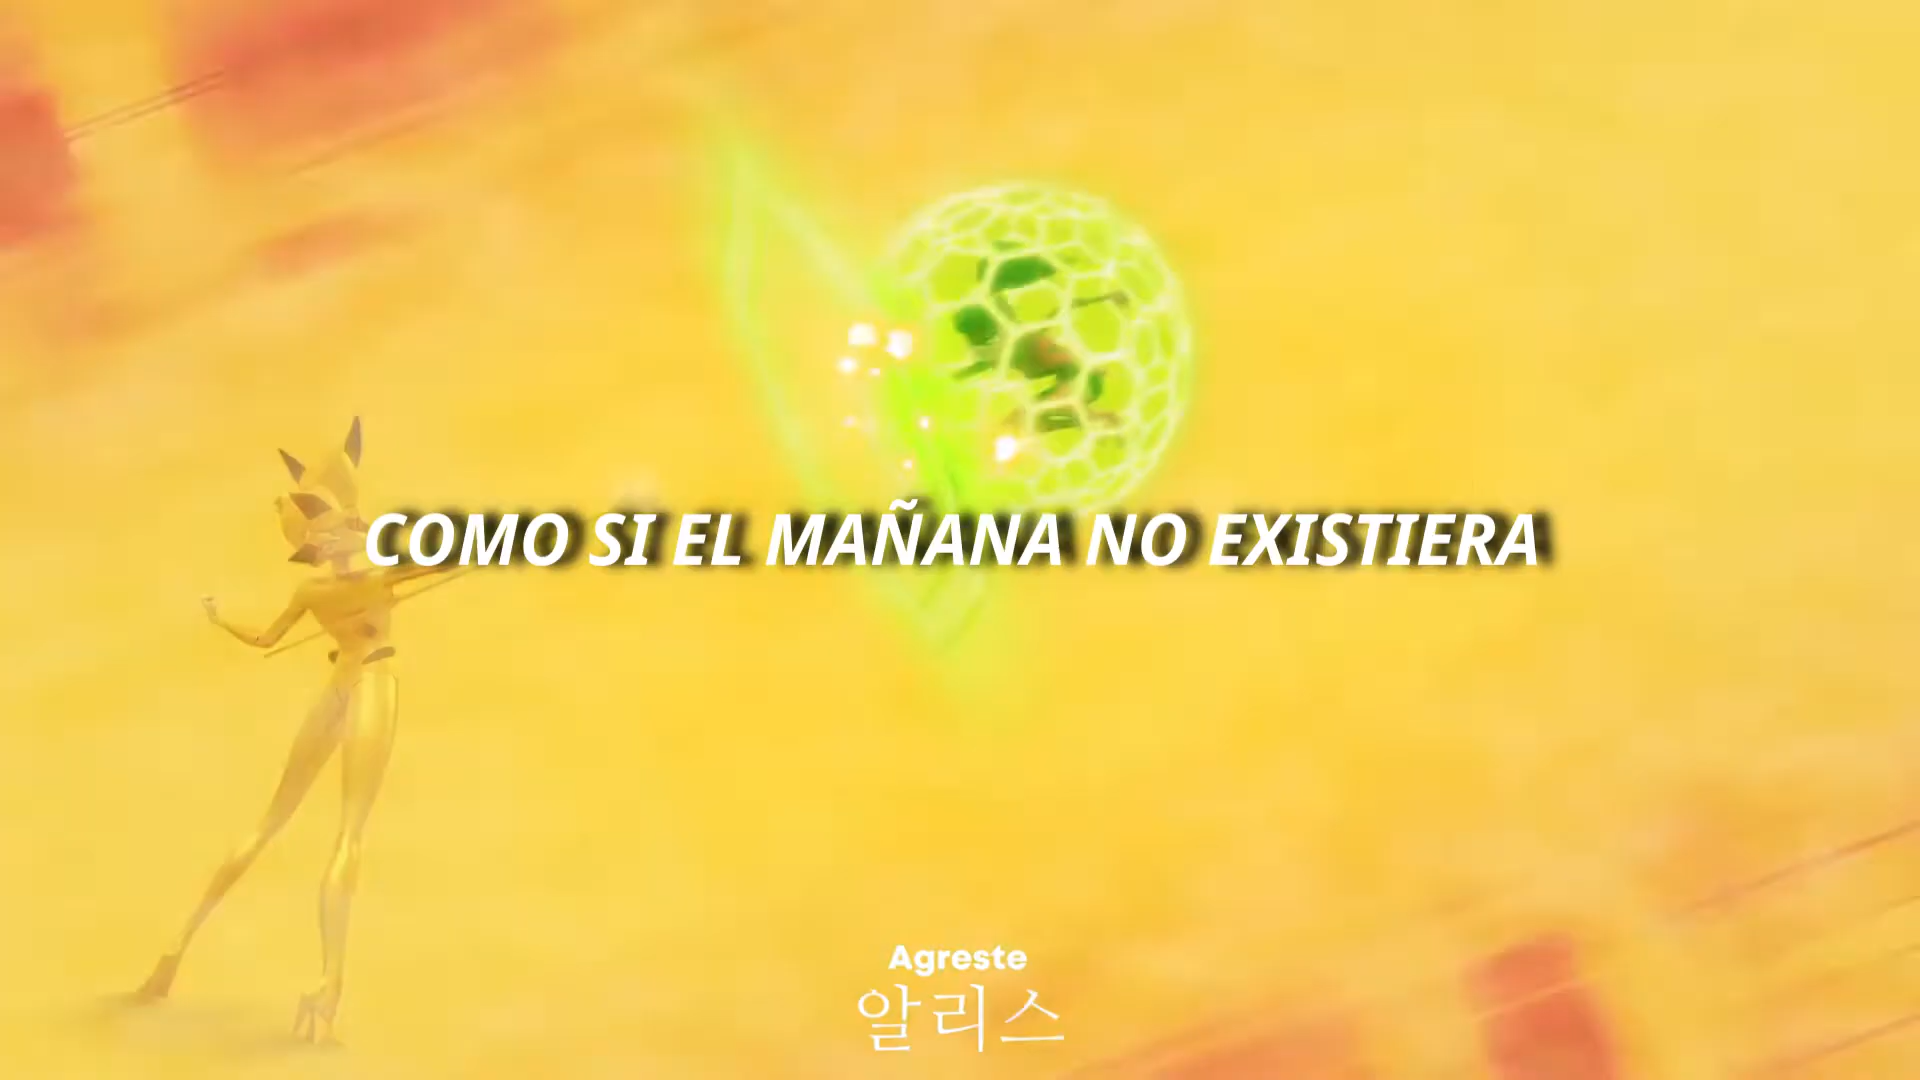 COMO SI EL MAÑANA NO EXISTIERA
Agreste
알리스